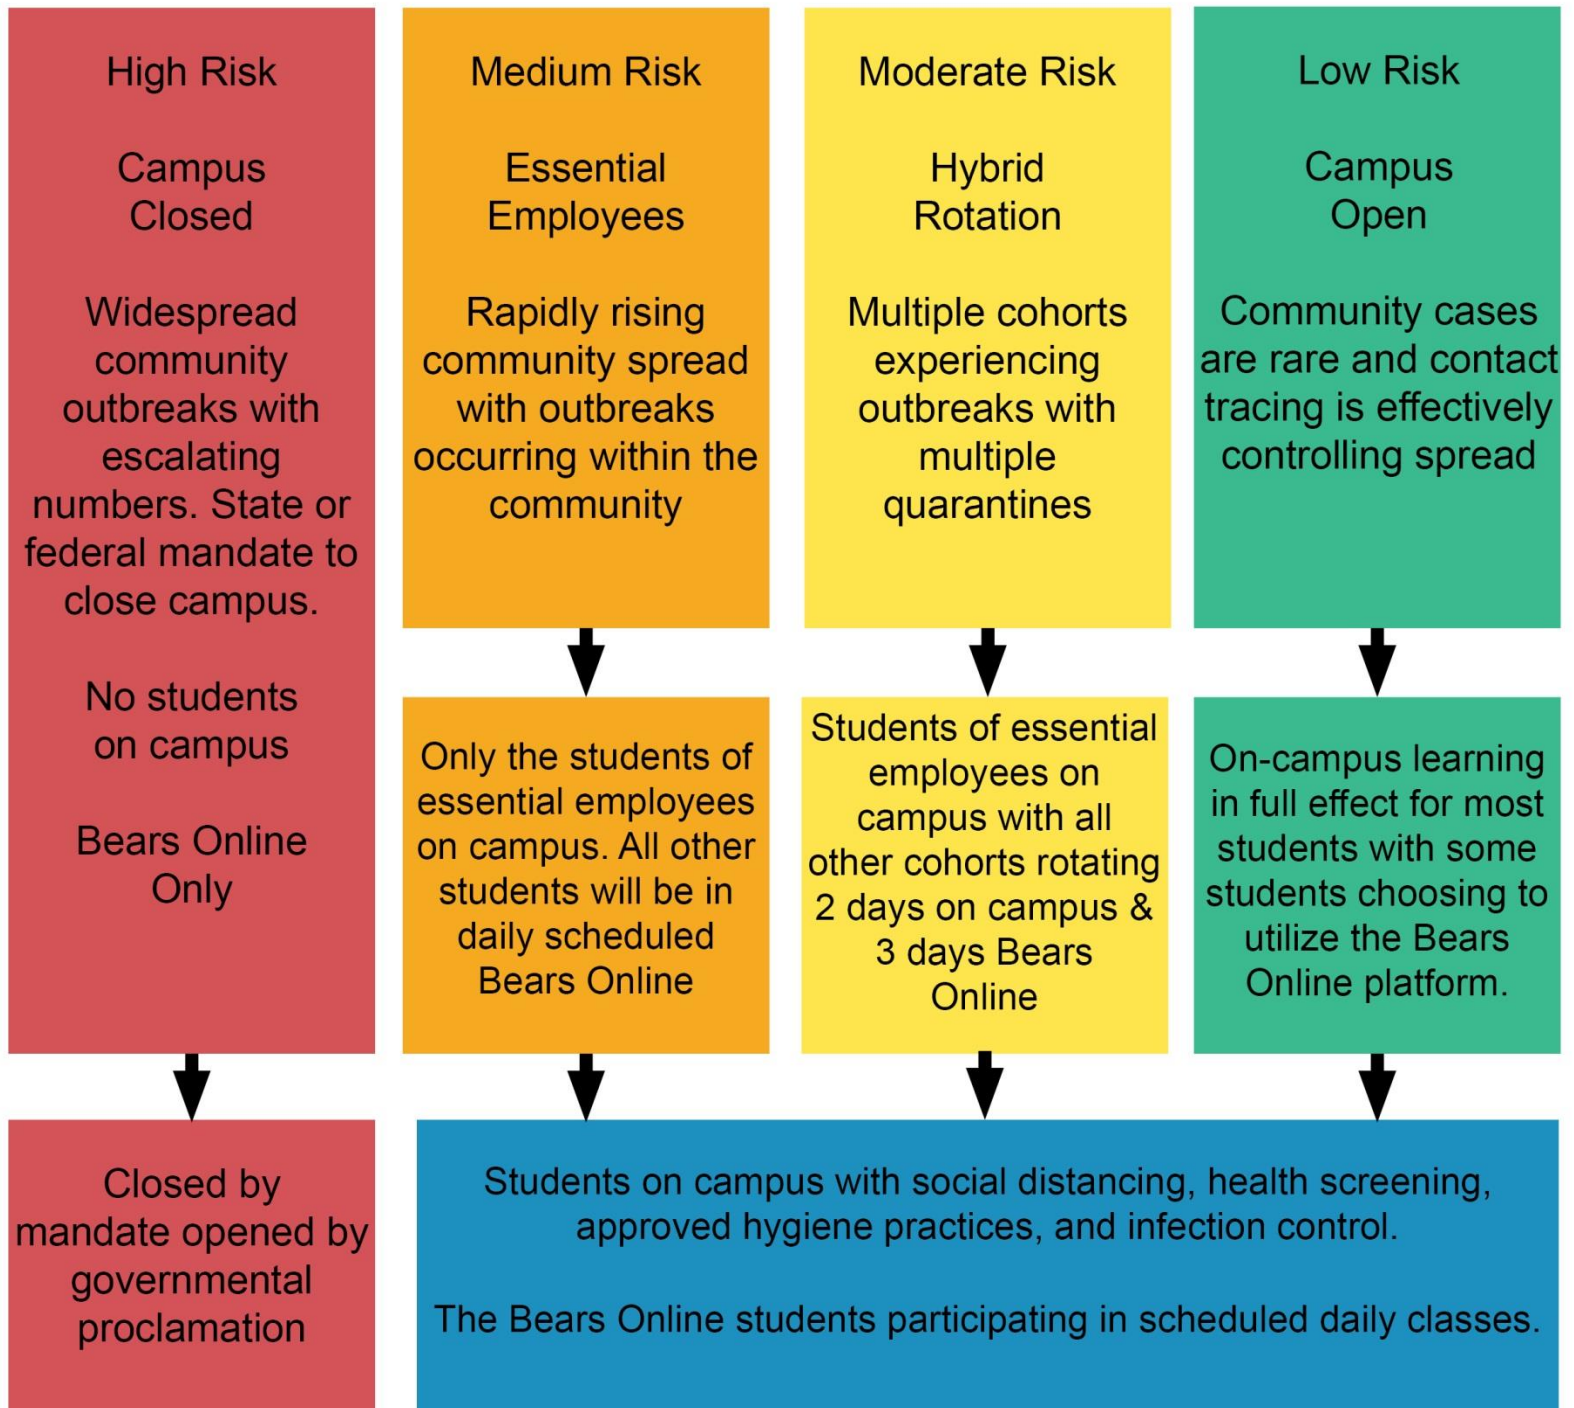 High Risk
Campus
Closed
Widespread
community
outbreaks with
escalating
numbers. State or
federal mandate to
close campus.
No students
on campus
Bears Online
Only
Closed by
mandate opened by
governmental
proclamation
Medium Risk
Essential
Employees
Rapidly rising
community spread
with outbreaks
occurring within the
community
Only the students of
essential employees
on campus. All other
students will be in
daily scheduled
Bears Online
Moderate Risk
Hybrid
Rotation
Multiple cohorts
experiencing
outbreaks with
multiple
quarantines
Students of essential
employees on
campus with all
other cohorts rotating
2 days on campus &
3 days Bears
Online
Low Risk
Campus
Open
Community cases
are rare and contact
tracing is effectively
controlling spread
On-campus learning
in full effect for most
students with some
students choosing to
utilize the Bears
Online platform.
Students on campus with social distancing, health screening,
approved hygiene practices, and infection control.
The Bears Online students participating in scheduled daily classes.